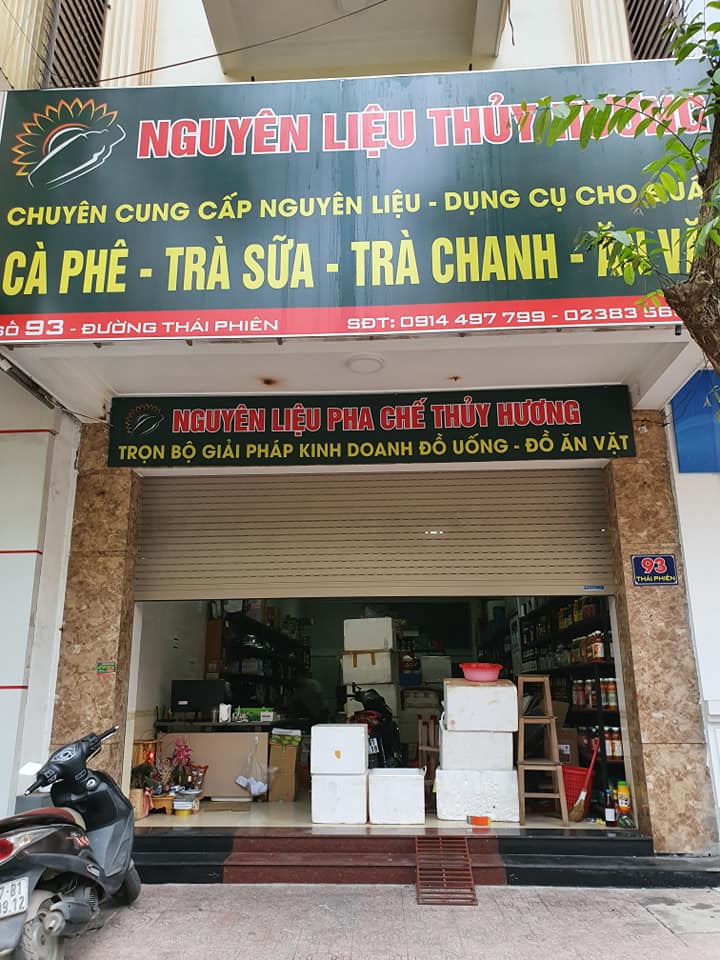 NGUYÊN LIỆU THỦY HƯƠNG
CHUYÊN CUNG CẤP NGUYÊN LIỆU - DỤNG CỤ CHO
CÀ PHÊ - TRÀ SỮA - TRÀ CHANH - ĂN
SỐ 93 - ĐƯỜNG THÁI PHIÊN SĐT: 0914 497 799 - 02383
NGUYÊN LIỆU PHA CHẾ THỦY HƯƠNG
TRỌN BỘ GIẢI PHÁP KINH DOANH ĐỒ UỐNG - ĐỒ ĂN VẶT
93
THÁI PHIÊN